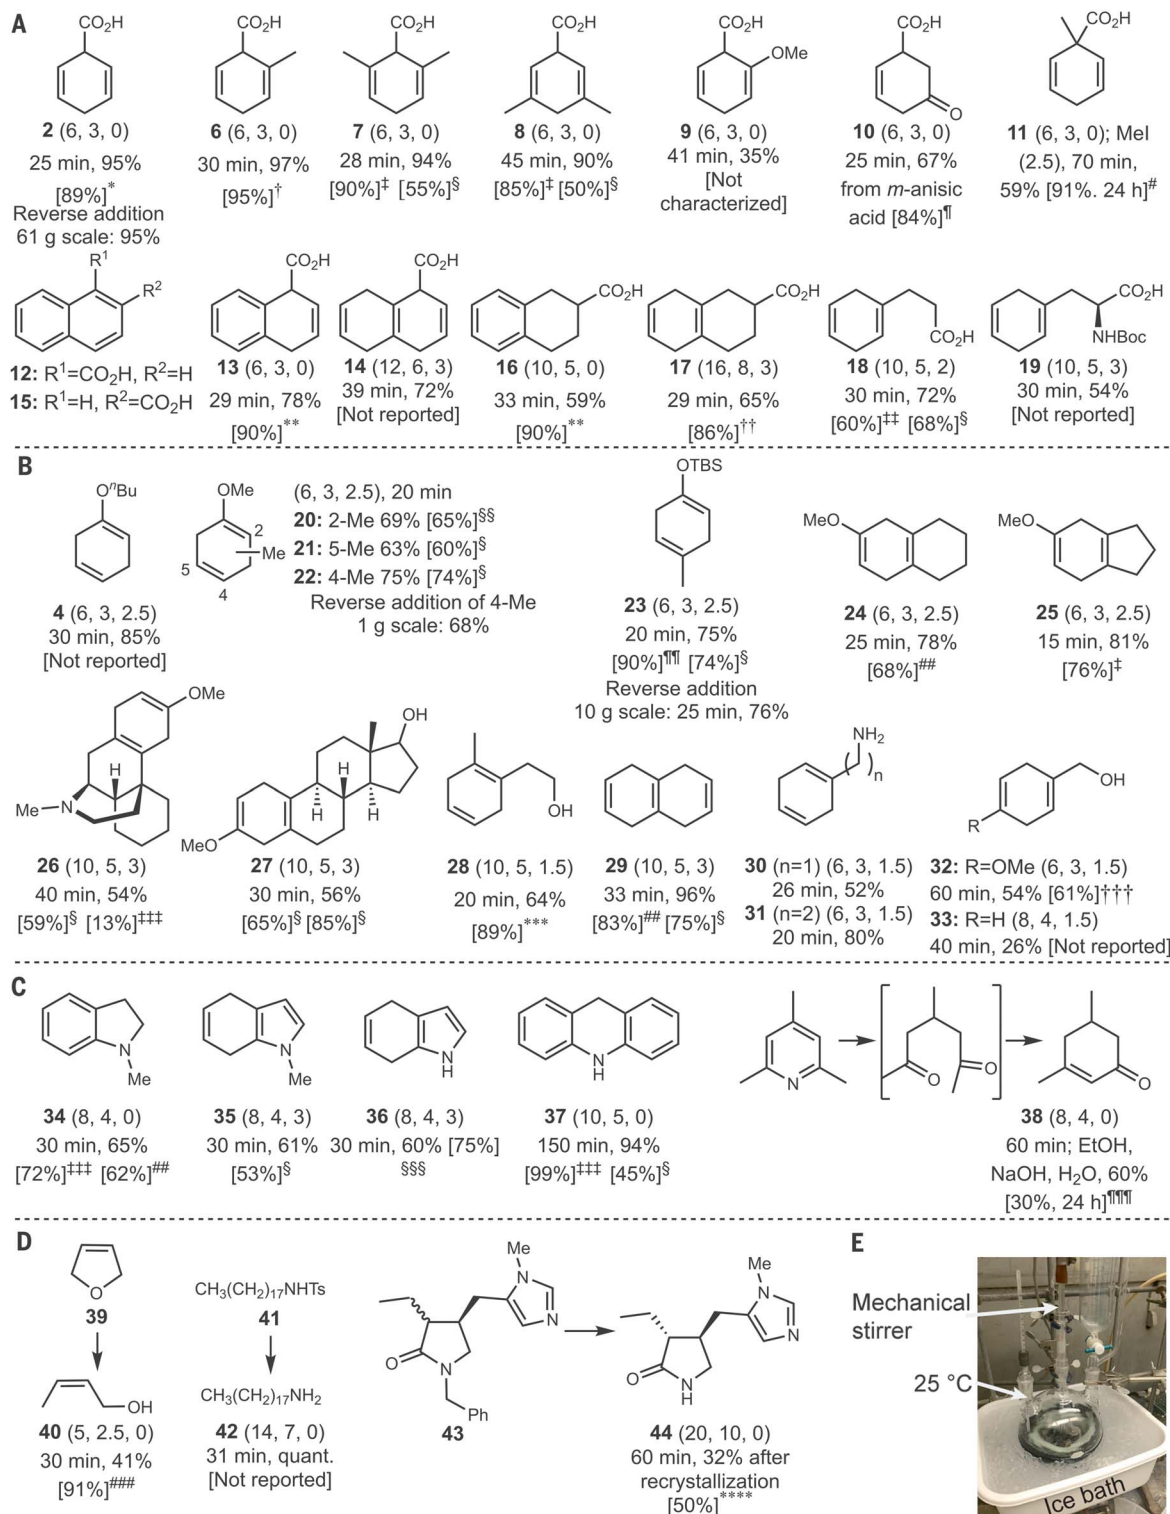 A
CO₂H
2 (6, 3, 0)
25 min, 95%
[89%]*
Reverse addition
61 g scale: 95%
CO₂H
6 (6, 3, 0)
30 min, 97%
[95%]†
CO₂H
7 (6, 3, 0)
28 min, 94%
[90%]‡ [55%]§
CO₂H
8 (6, 3, 0)
45 min, 90%
[85%]‡ [50%]§
CO₂H
OMe
9 (6, 3, 0)
41 min, 35%
[Not
characterized]
CO₂H
O
10 (6, 3, 0)
25 min, 67%
from m-anisic
acid [84%]¶
Me CO₂H
11 (6, 3, 0); MeI
(2.5), 70 min,
59% [91%. 24 h]#
R¹
R²
12: R¹=CO₂H, R²=H
15: R¹=H, R²=CO₂H
CO₂H
13 (6, 3, 0)
29 min, 78%
[90%]**
CO₂H
14 (12, 6, 3)
39 min, 72%
[Not reported]
CO₂H
16 (10, 5, 0)
33 min, 59%
[90%]**
CO₂H
17 (16, 8, 3)
29 min, 65%
[86%]††
CO₂H
18 (10, 5, 2)
30 min, 72%
[60%]‡‡ [68%]§
CO₂H
NHBoc
19 (10, 5, 3)
30 min, 54%
[Not reported]
B
OⁿBu
4 (6, 3, 2.5)
30 min, 85%
[Not reported]
OMe
2
Me
5
4
(6, 3, 2.5), 20 min
20: 2-Me 69% [65%]§§
21: 5-Me 63% [60%]§
22: 4-Me 75% [74%]§
Reverse addition of 4-Me
1 g scale: 68%
OTBS
23 (6, 3, 2.5)
20 min, 75%
[90%]¶¶ [74%]§
Reverse addition
10 g scale: 25 min, 76%
MeO
24 (6, 3, 2.5)
25 min, 78%
[68%]##
MeO
25 (6, 3, 2.5)
15 min, 81%
[76%]‡
OMe
H
N
Me
26 (10, 5, 3)
40 min, 54%
[59%]§ [13%]‡‡‡
OH
H
H
H
MeO
27 (10, 5, 3)
30 min, 56%
[65%]§ [85%]§
OH
28 (10, 5, 1.5)
20 min, 64%
[89%]***
29 (10, 5, 3)
33 min, 96%
[83%]## [75%]§
NH₂
( )n
30 (n=1) (6, 3, 1.5)
26 min, 52%
31 (n=2) (6, 3, 1.5)
20 min, 80%
OH
R
32: R=OMe (6, 3, 1.5)
60 min, 54% [61%]†††
33: R=H (8, 4, 1.5)
40 min, 26% [Not reported]
C
N
Me
34 (8, 4, 0)
30 min, 65%
[72%]‡‡‡ [62%]##
N
Me
35 (8, 4, 3)
30 min, 61%
[53%]§
N
H
36 (8, 4, 3)
30 min, 60% [75%]
§§§
N
H
37 (10, 5, 0)
150 min, 94%
[99%]‡‡‡ [45%]§
N
O O
O
38 (8, 4, 0)
60 min; EtOH,
NaOH, H₂O, 60%
[30%, 24 h]¶¶¶
D
O
39
OH
40 (5, 2.5, 0)
30 min, 41%
[91%]###
CH₃(CH₂)₁₇NHTs
41
CH₃(CH₂)₁₇NH₂
42 (14, 7, 0)
31 min, quant.
[Not reported]
Me
N
N
O
N
Ph
43
Me
N
N
O
N
H
44 (20, 10, 0)
60 min, 32% after
recrystallization
[50%]****
E
Mechanical
stirrer
25 °C
Ice bath